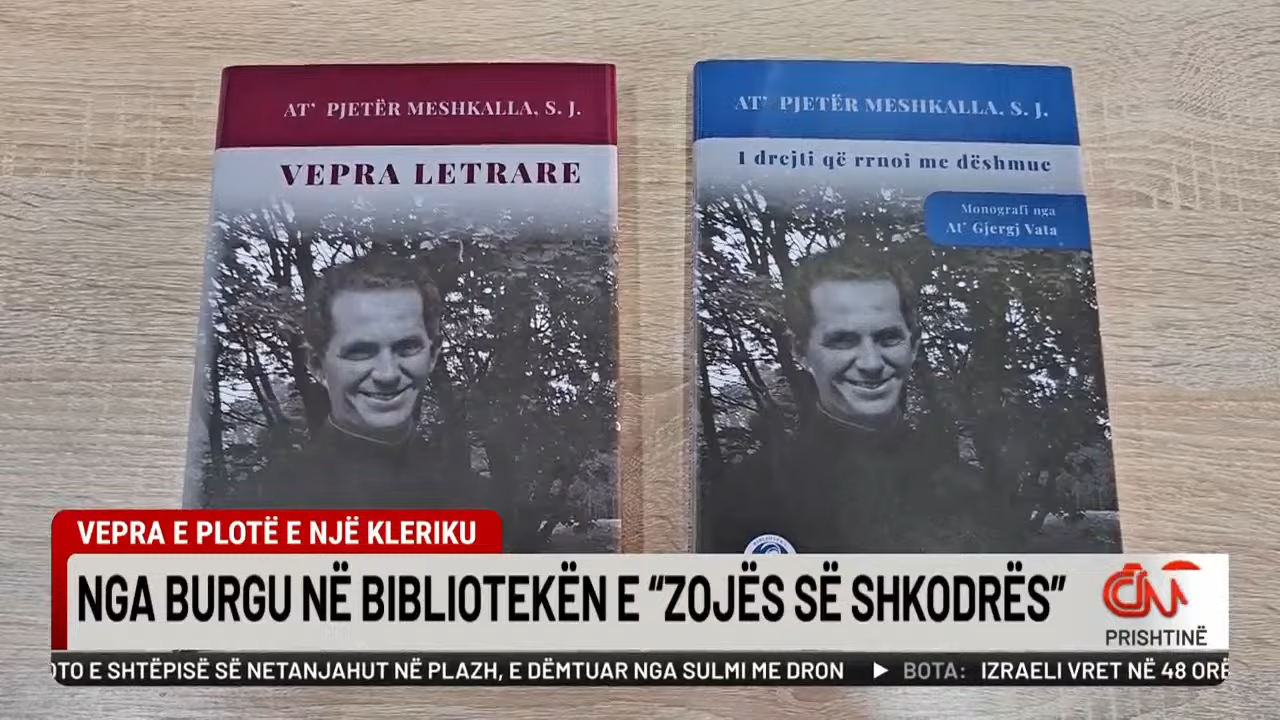 AT' PJETËR MESHKALLA, S. J.
VEPRA LETRARE
AT' PJETËR MESHKALLA, S. J.
I drejti që rrnoi me dëshmue
Monografi nga
At' Gjergj Vata
VEPRA E PLOTË E NJË KLERIKU
NGA BURGU NË BIBLIOTEKËN E “ZOJËS SË SHKODRËS”
PRISHTINË
OTO E SHTËPISË SË NETANJAHUT NË PLAZH, E DËMTUAR NGA SULMI ME DRON ▶ BOTA: IZRAELI VRET NË 48 ORË